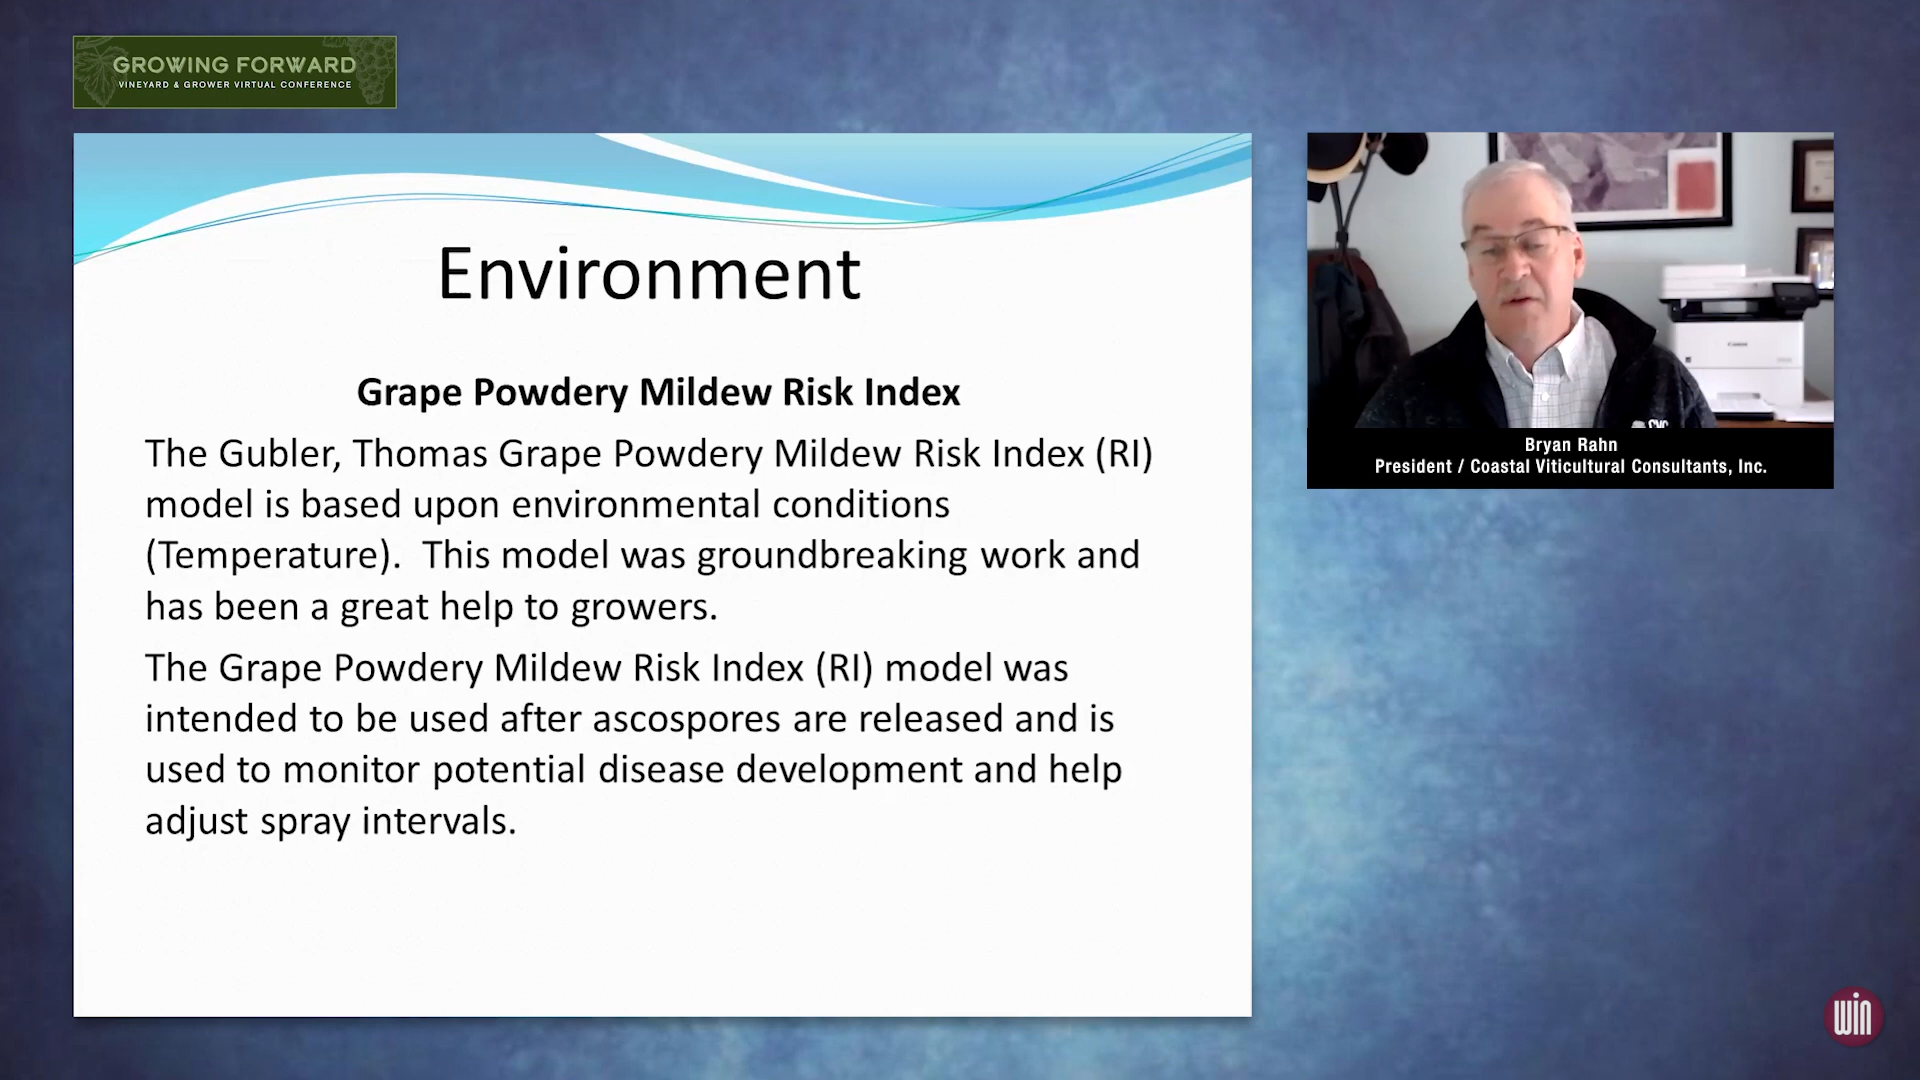 GROWING FORWARD
VINEYARD & GROWER VIRTUAL CONFERENCE
Environment
Grape Powdery Mildew Risk Index
The Gubler, Thomas Grape Powdery Mildew Risk Index (RI)
model is based upon environmental conditions
(Temperature).  This model was groundbreaking work and
has been a great help to growers.
The Grape Powdery Mildew Risk Index (RI) model was
intended to be used after ascospores are released and is
used to monitor potential disease development and help
adjust spray intervals.
Canon
Bryan Rahn
President / Coastal Viticultural Consultants, Inc.
win